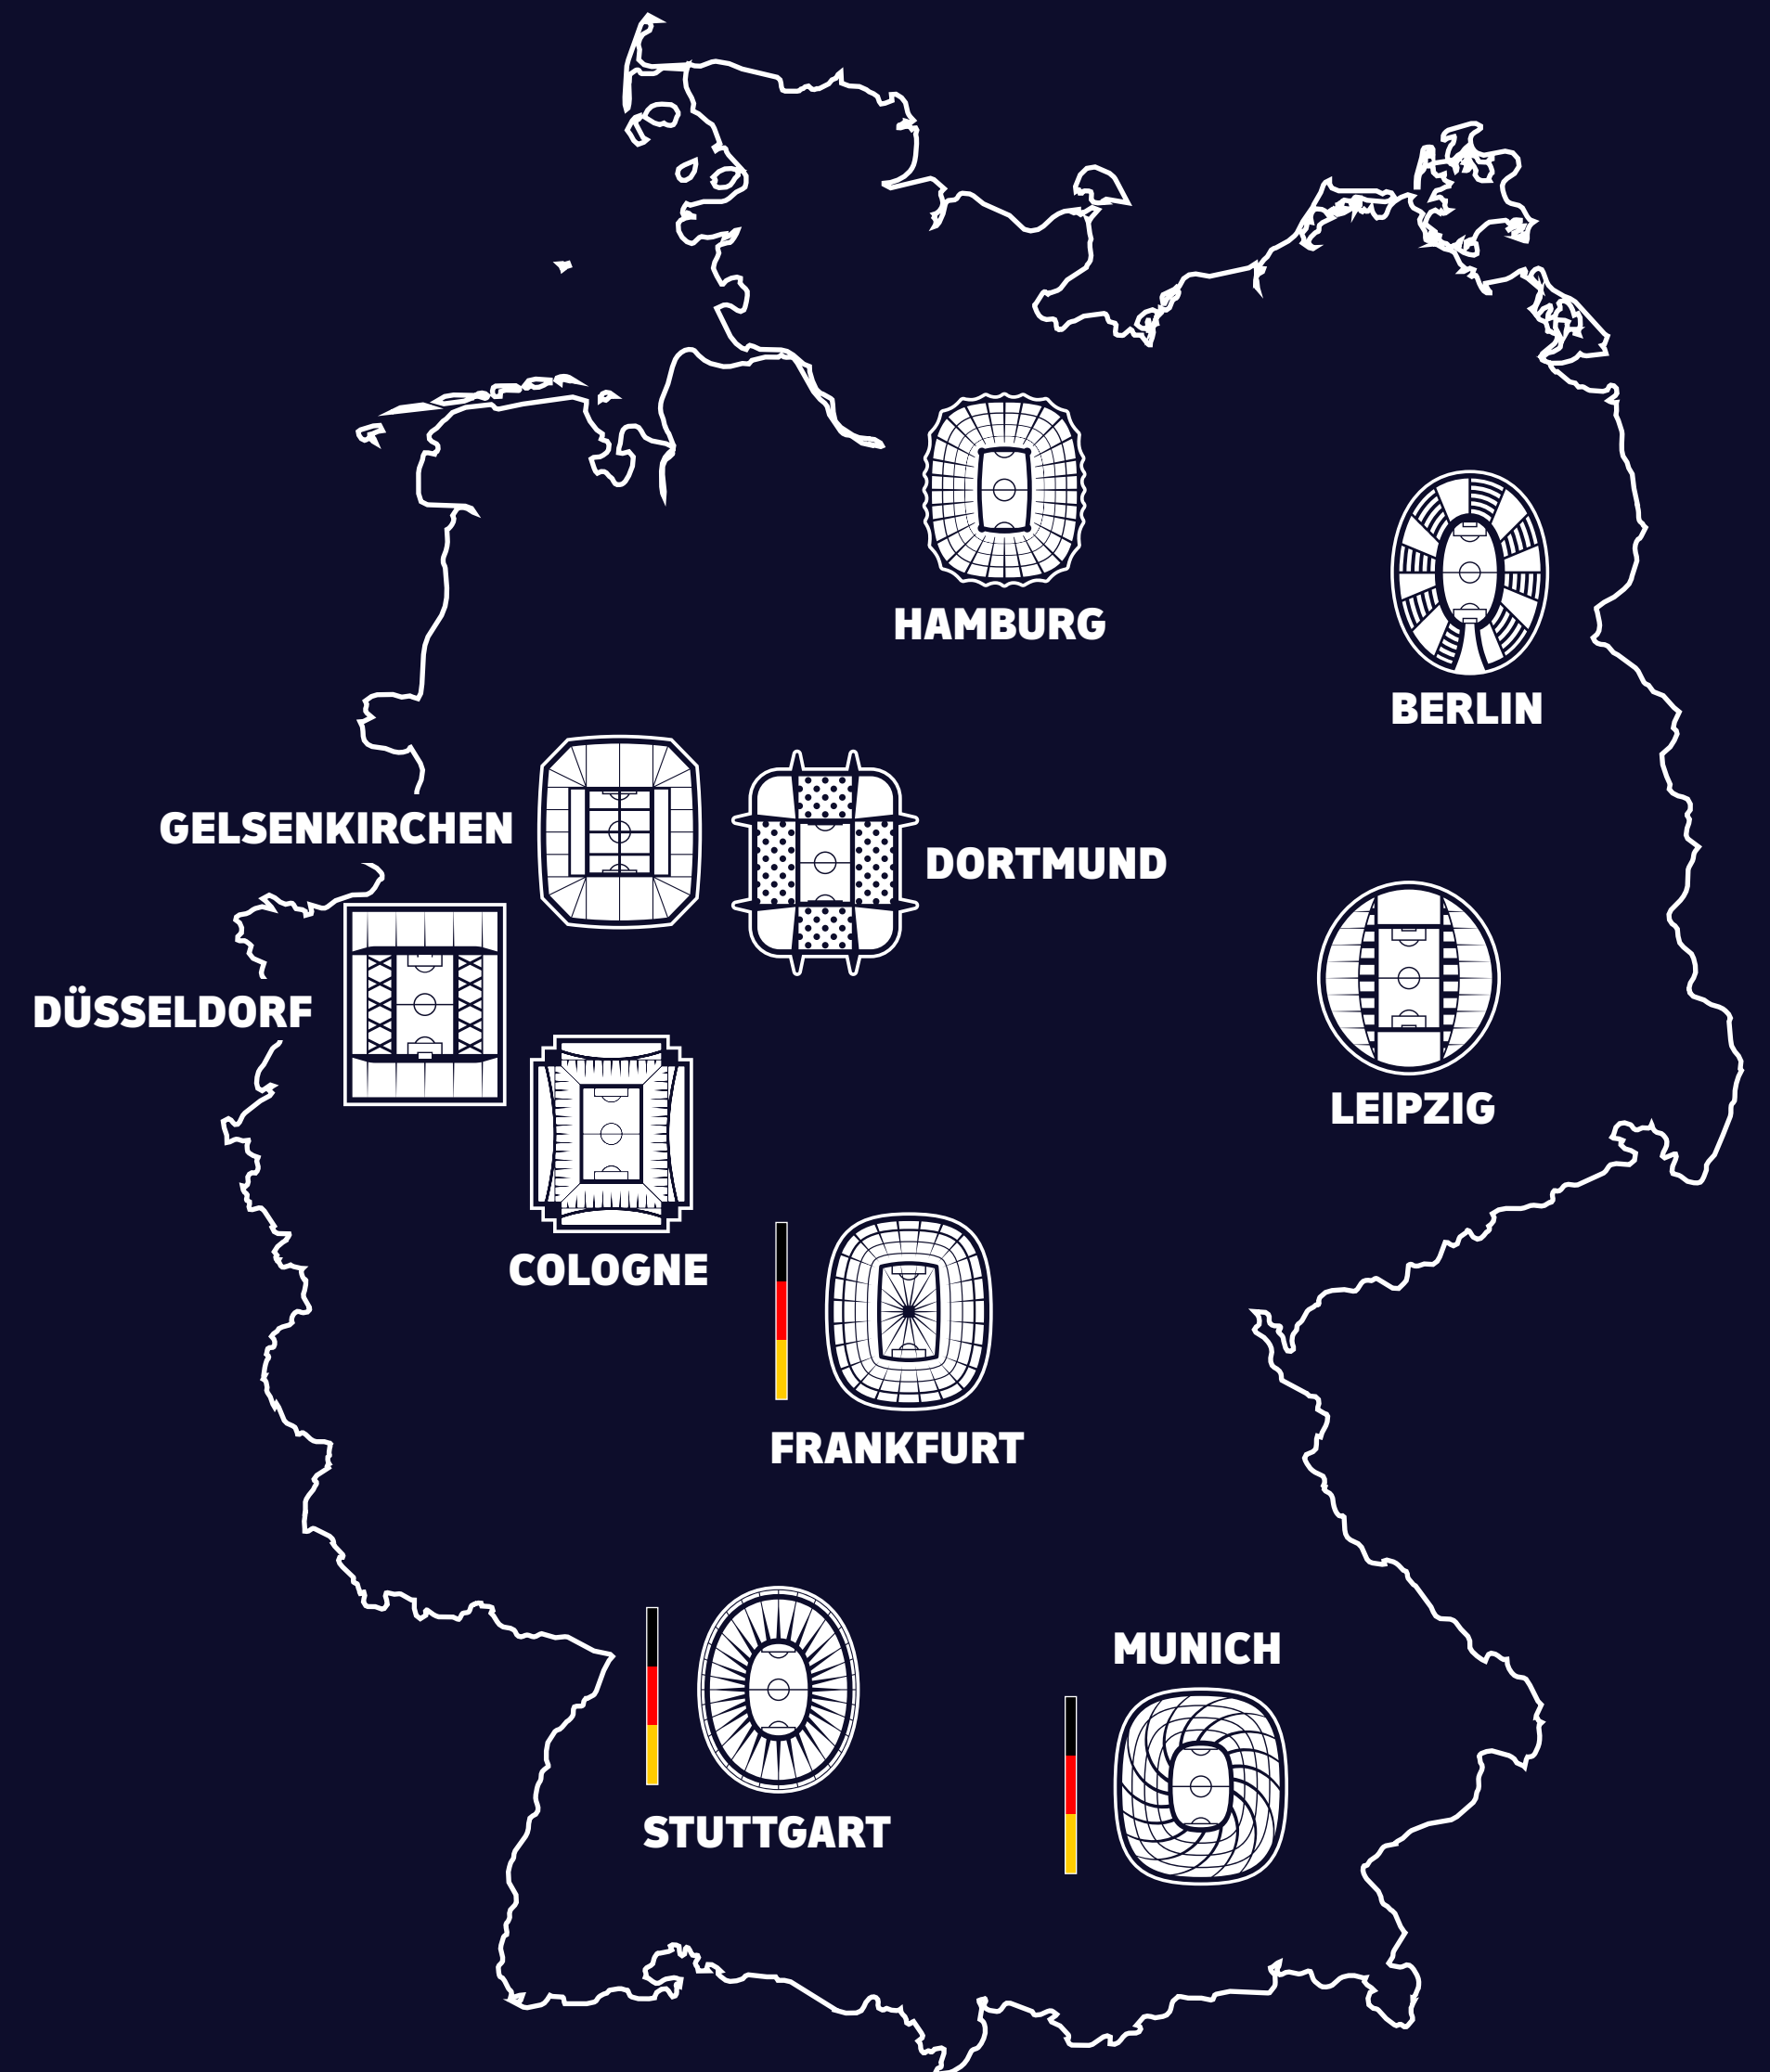 HAMBURG
BERLIN
GELSENKIRCHEN
DORTMUND
DÜSSELDORF
LEIPZIG
COLOGNE
FRANKFURT
MUNICH
STUTTGART